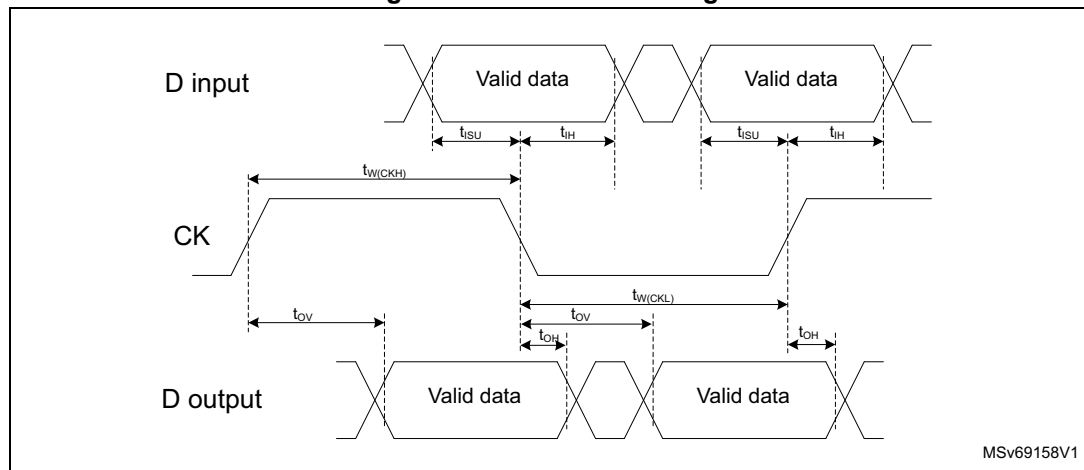 D input
Valid data
Valid data
tISU
tIH
tISU
tIH
tW(CKH)
CK
tW(CKL)
tOV
tOV
tOH
tOH
D output
Valid data
Valid data
MSv69158V1